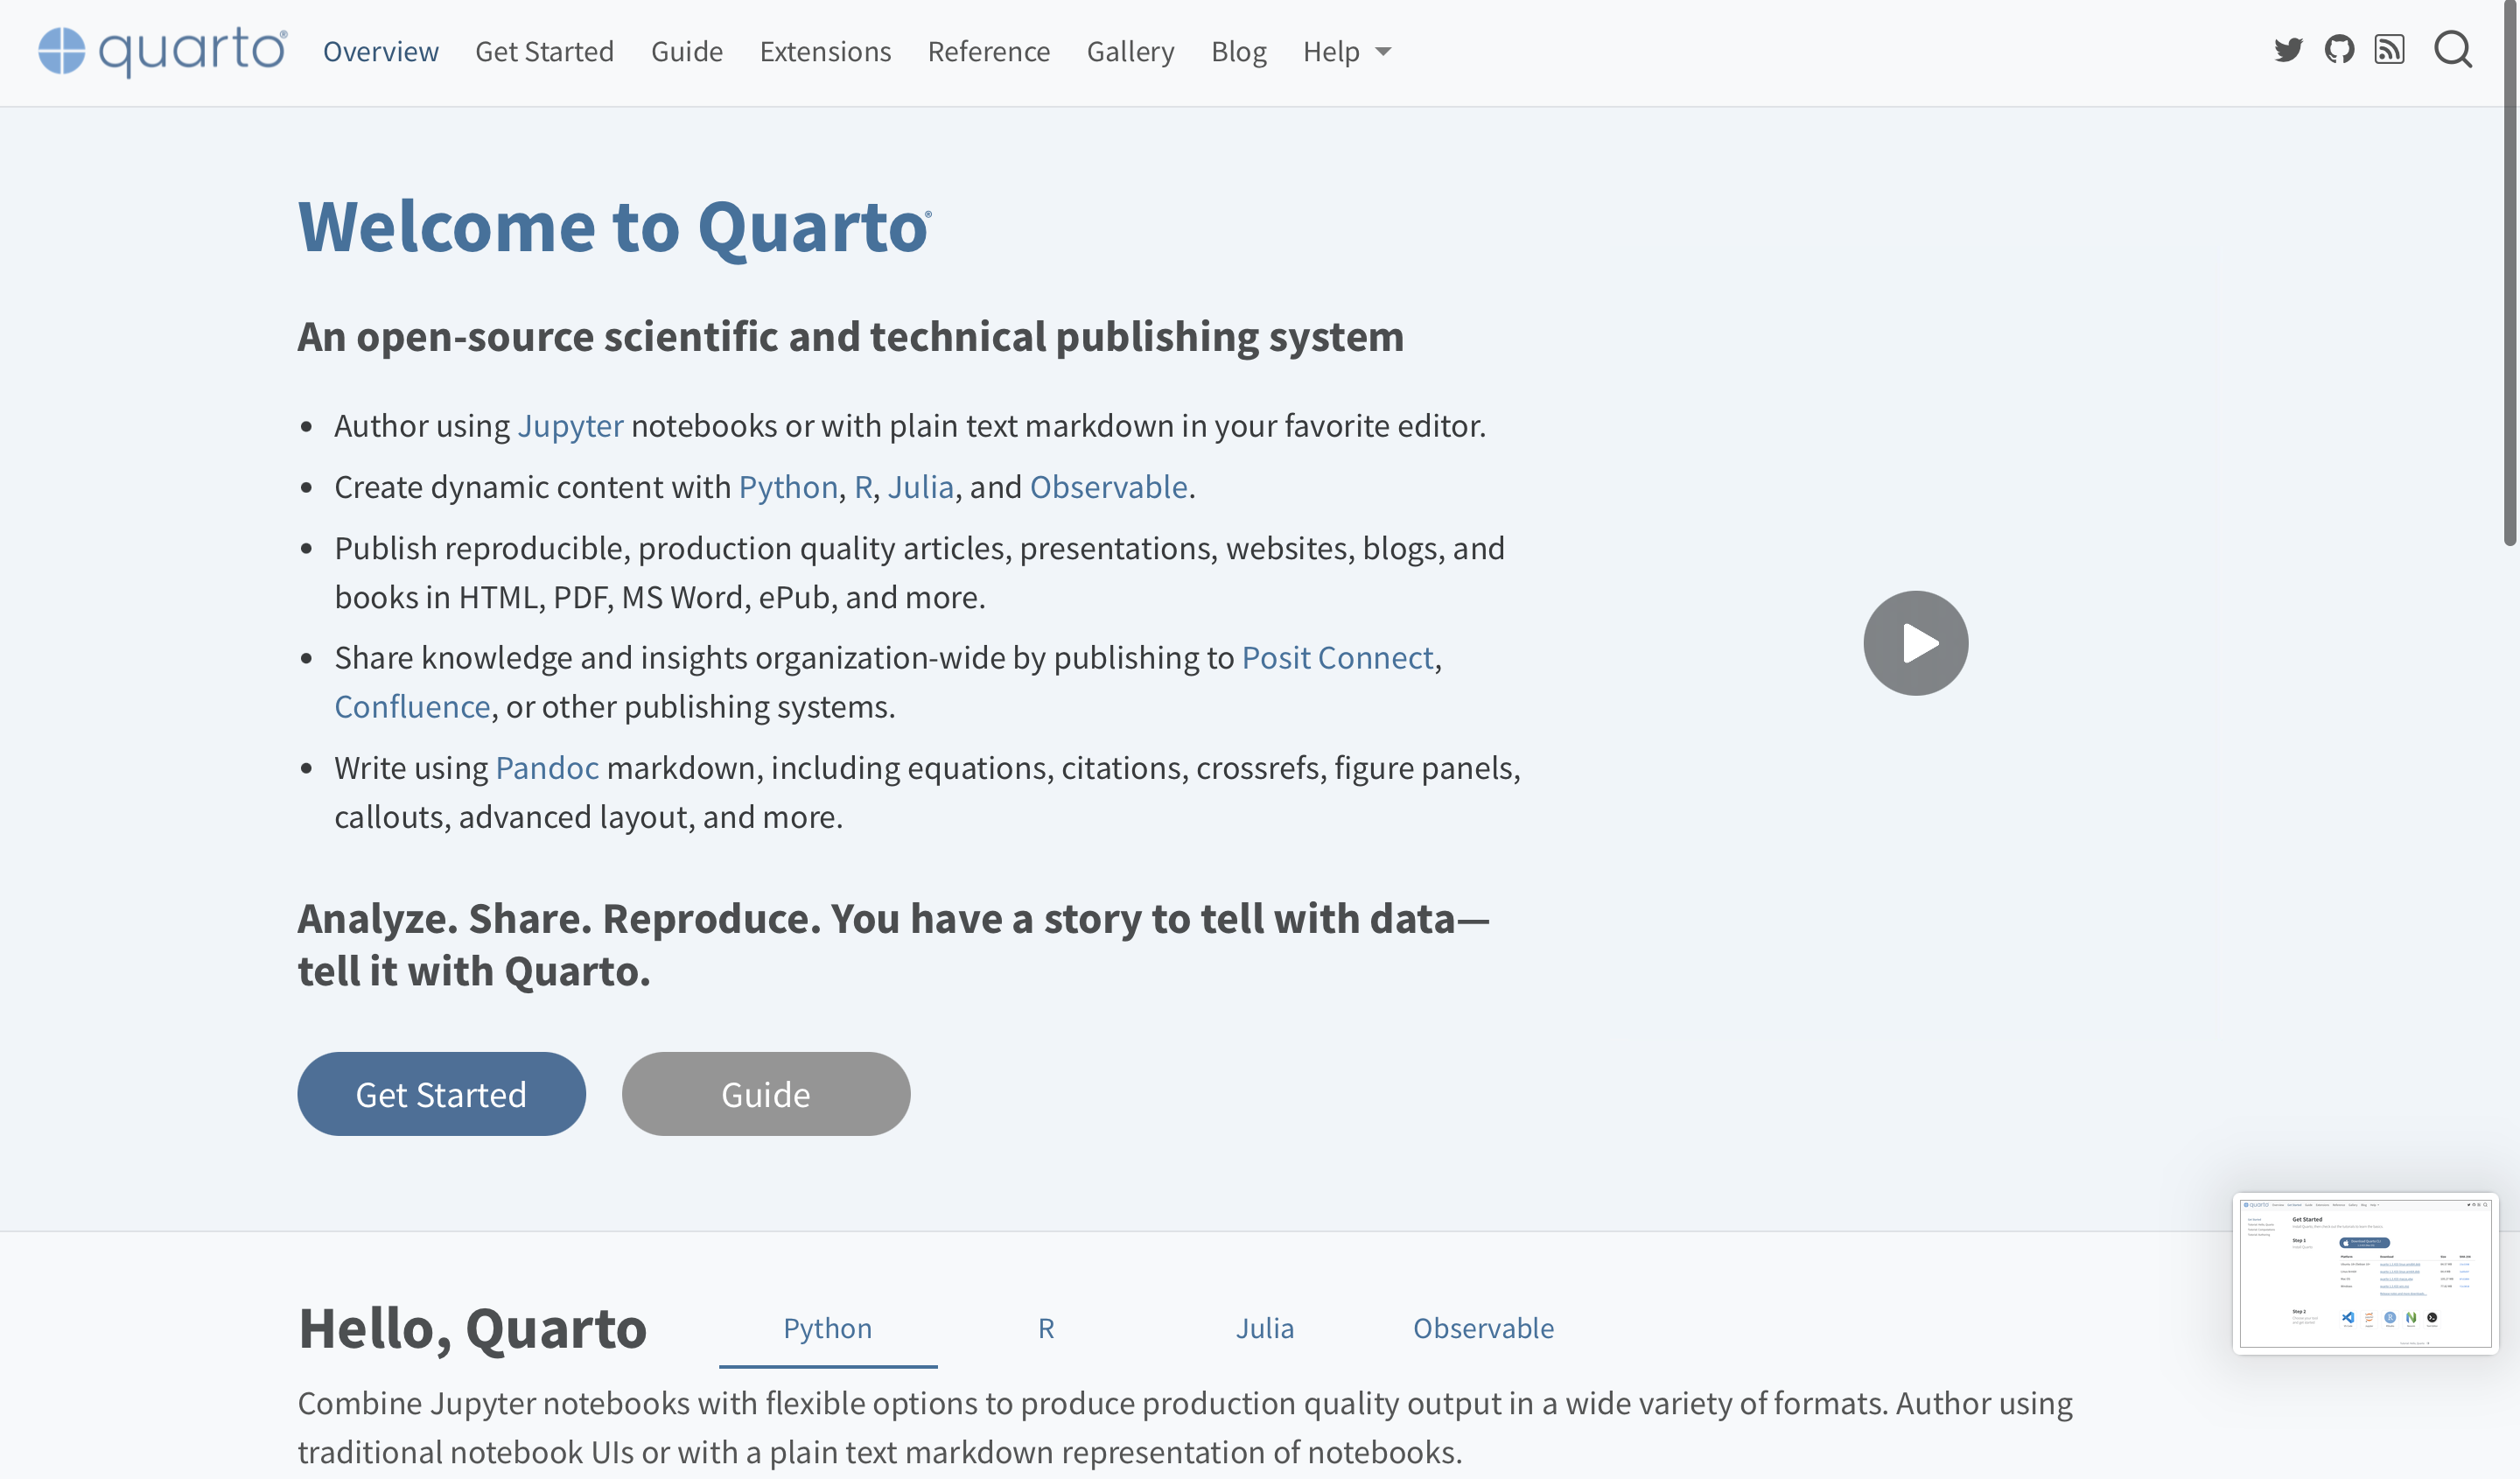 quarto®
Overview
Get Started
Guide
Extensions
Reference
Gallery
Blog
Help
Welcome to Quarto®
An open-source scientific and technical publishing system
• Author using Jupyter notebooks or with plain text markdown in your favorite editor.
• Create dynamic content with Python, R, Julia, and Observable.
• Publish reproducible, production quality articles, presentations, websites, blogs, and
books in HTML, PDF, MS Word, ePub, and more.
• Share knowledge and insights organization-wide by publishing to Posit Connect,
Confluence, or other publishing systems.
• Write using Pandoc markdown, including equations, citations, crossrefs, figure panels,
callouts, advanced layout, and more.
Analyze. Share. Reproduce. You have a story to tell with data—
tell it with Quarto.
Get Started
Guide
Hello, Quarto
Python
R
Julia
Observable
Combine Jupyter notebooks with flexible options to produce production quality output in a wide variety of formats. Author using
traditional notebook UIs or with a plain text markdown representation of notebooks.
quarto
Get Started
Step 1
Step 2